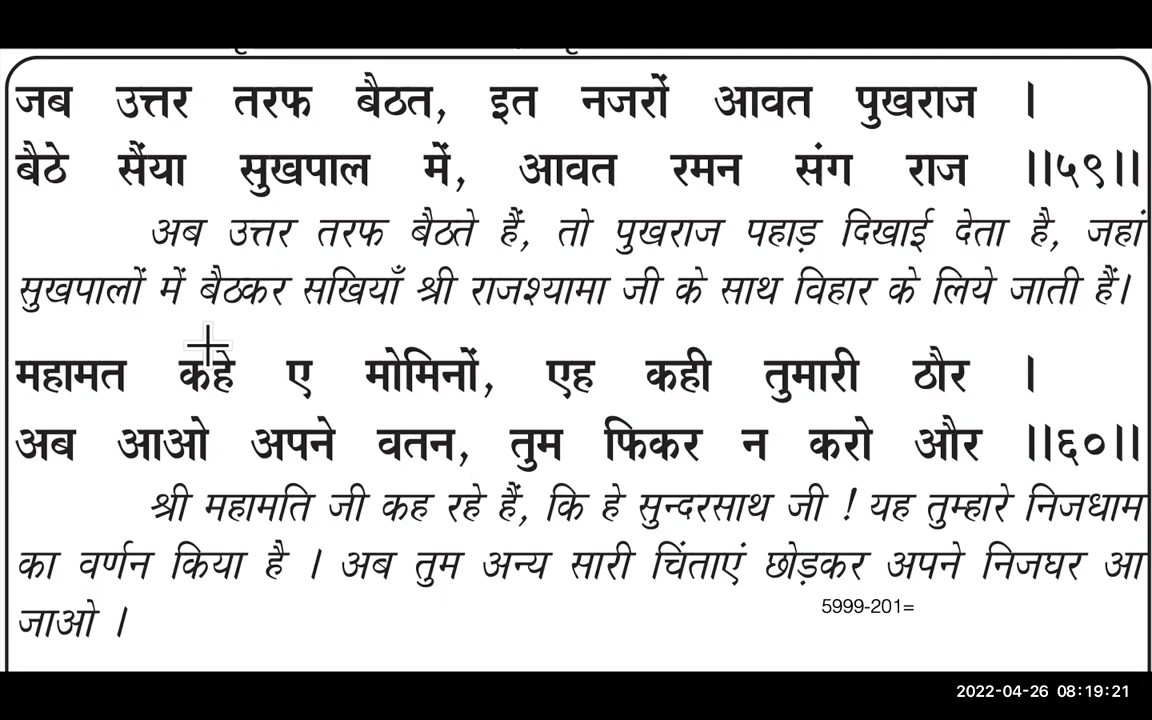 जब उत्तर तरफ बैठत, इत नजरों आवत पुखराज ।
बैठे सैंया सुखपाल में, आवत रमन संग राज ।।५९।।
अब उत्तर तरफ बैठते हैं, तो पुखराज पहाड़ दिखाई देता है, जहां
सुखपालों में बैठकर सखियाँ श्री राजश्यामा जी के साथ विहार के लिये जाती हैं।
महामत कहे ए मोमिनों, एह कही तुमारी ठौर ।
अब आओ अपने वतन, तुम फिकर न करो और ।।६०।।
श्री महामति जी कह रहे हैं, कि हे सुन्दरसाथ जी ! यह तुम्हारे निजधाम
का वर्णन किया है । अब तुम अन्य सारी चिंताएं छोड़कर अपने निजघर आ
5999-201=
जाओ ।
2022-04-26 08:19:21